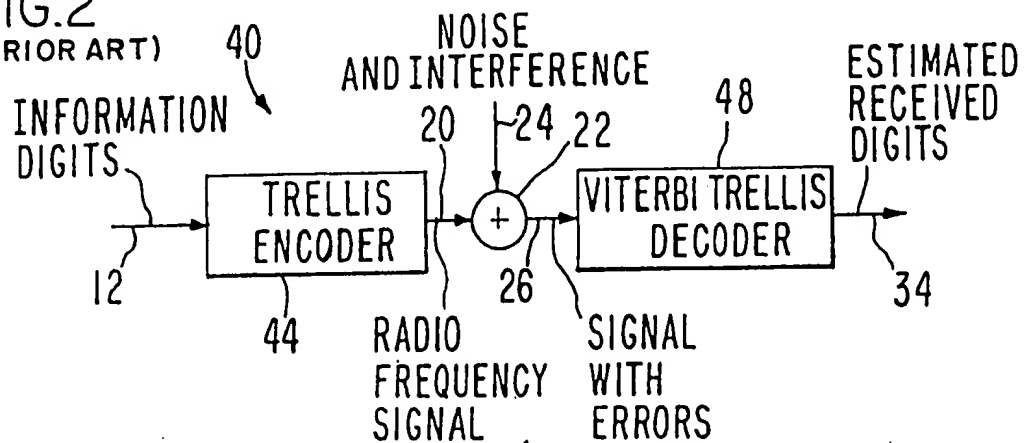 IG.2
RIOR ART)
40
NOISE
AND INTERFERENCE
ESTIMATED
RECEIVED
DIGITS
INFORMATION
DIGITS
20
24
22
48
TRELLIS
ENCODER
+
VITERBI TRELLIS
DECODER
12
44
26
34
RADIO
FREQUENCY
SIGNAL
SIGNAL
WITH
ERRORS